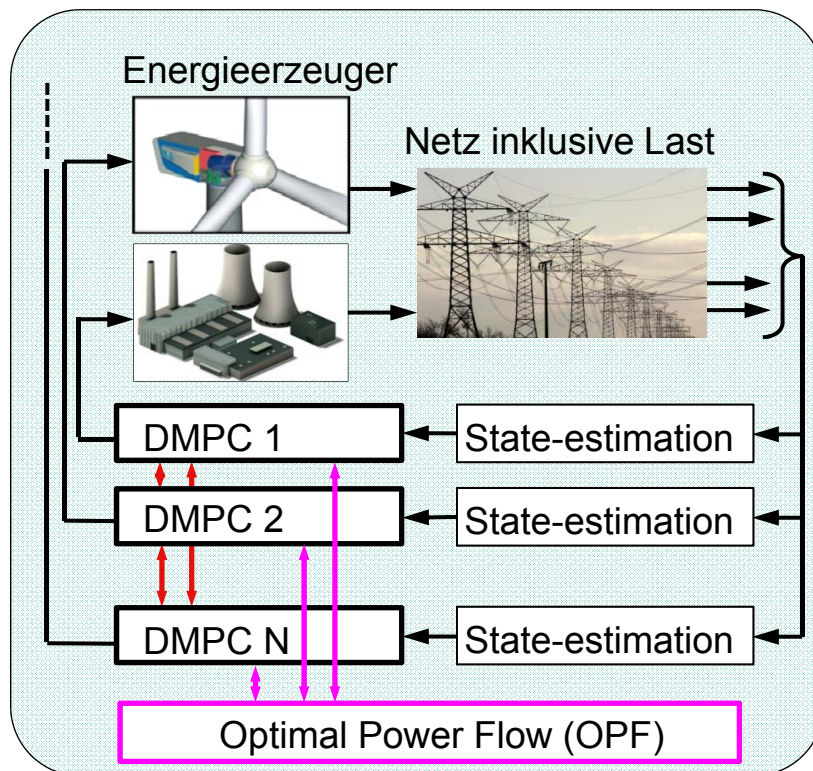 Energieerzeuger
Netz inklusive Last
DMPC 1
State-estimation
DMPC 2
State-estimation
DMPC N
State-estimation
Optimal Power Flow (OPF)